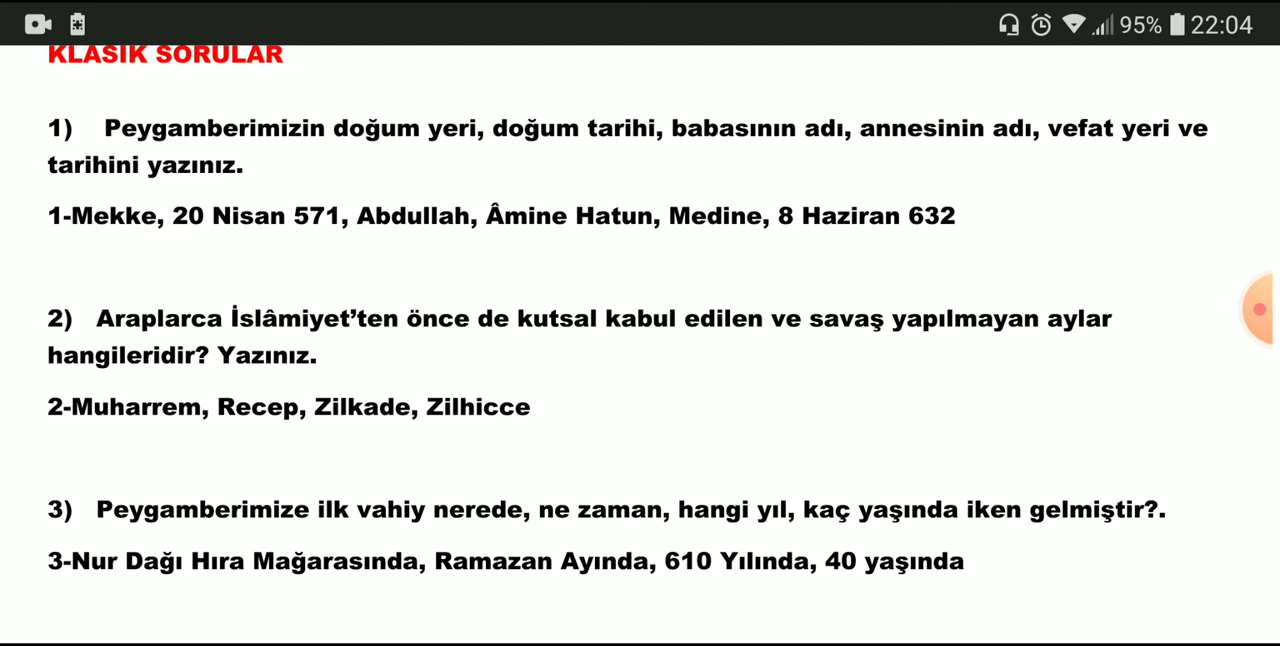 95% 22:04
KLASİK SORULAR
1) Peygamberimizin doğum yeri, doğum tarihi, babasının adı, annesinin adı, vefat yeri ve
tarihini yazınız.
1-Mekke, 20 Nisan 571, Abdullah, Âmine Hatun, Medine, 8 Haziran 632
2) Araplarca İslâmiyet’ten önce de kutsal kabul edilen ve savaş yapılmayan aylar
hangileridir? Yazınız.
2-Muharrem, Recep, Zilkade, Zilhicce
3) Peygamberimize ilk vahiy nerede, ne zaman, hangi yıl, kaç yaşında iken gelmiştir?.
3-Nur Dağı Hıra Mağarasında, Ramazan Ayında, 610 Yılında, 40 yaşında